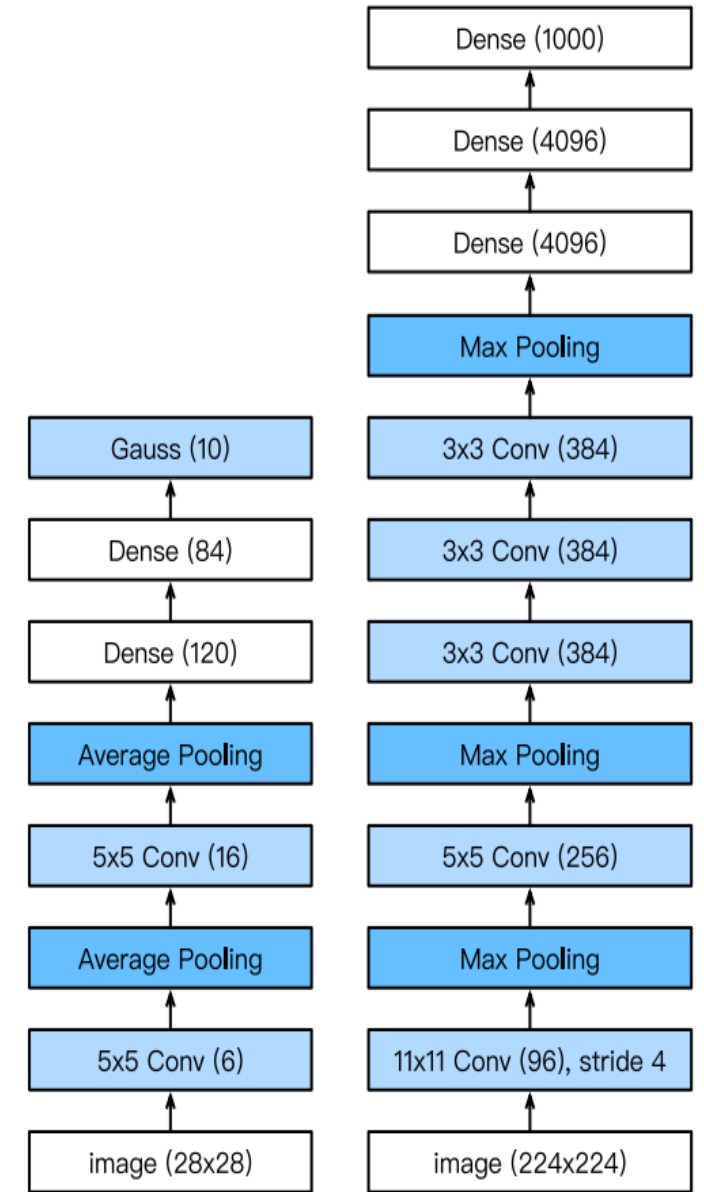 Gauss (10)
Dense (84)
Dense (120)
Average Pooling
5x5 Conv (16)
Average Pooling
5x5 Conv (6)
image (28x28)
Dense (1000)
Dense (4096)
Dense (4096)
Max Pooling
3x3 Conv (384)
3x3 Conv (384)
3x3 Conv (384)
Max Pooling
5x5 Conv (256)
Max Pooling
11x11 Conv (96), stride 4
image (224x224)